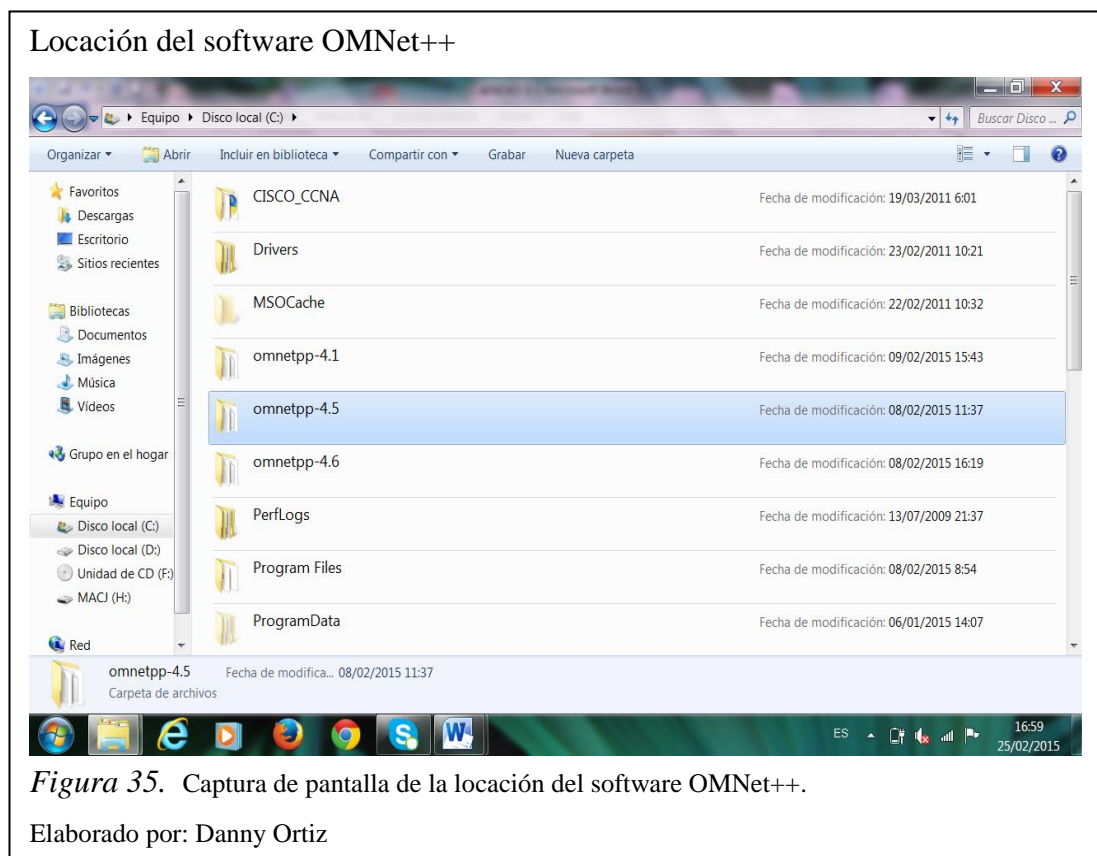 Locación del software OMNet++
Equipo Disco local (C:)
Buscar Disco ...
Organizar Abrir Incluir en biblioteca Compartir con Grabar Nueva carpeta
Favoritos
Descargas
Escritorio
Sitios recientes
Bibliotecas
Documentos
Imágenes
Música
Vídeos
Grupo en el hogar
Equipo
Disco local (C:)
Disco local (D:)
Unidad de CD (F:)
MACJ (H:)
Red
CISCO_CCNA Fecha de modificación: 19/03/2011 6:01
Drivers Fecha de modificación: 23/02/2011 10:21
MSOCache Fecha de modificación: 22/02/2011 10:32
omnetpp-4.1 Fecha de modificación: 09/02/2015 15:43
omnetpp-4.5 Fecha de modificación: 08/02/2015 11:37
omnetpp-4.6 Fecha de modificación: 08/02/2015 16:19
PerfLogs Fecha de modificación: 13/07/2009 21:37
Program Files Fecha de modificación: 08/02/2015 8:54
ProgramData Fecha de modificación: 06/01/2015 14:07
omnetpp-4.5 Fecha de modifica... 08/02/2015 11:37
Carpeta de archivos
ES
16:59
25/02/2015
Figura 35. Captura de pantalla de la locación del software OMNet++.
Elaborado por: Danny Ortiz